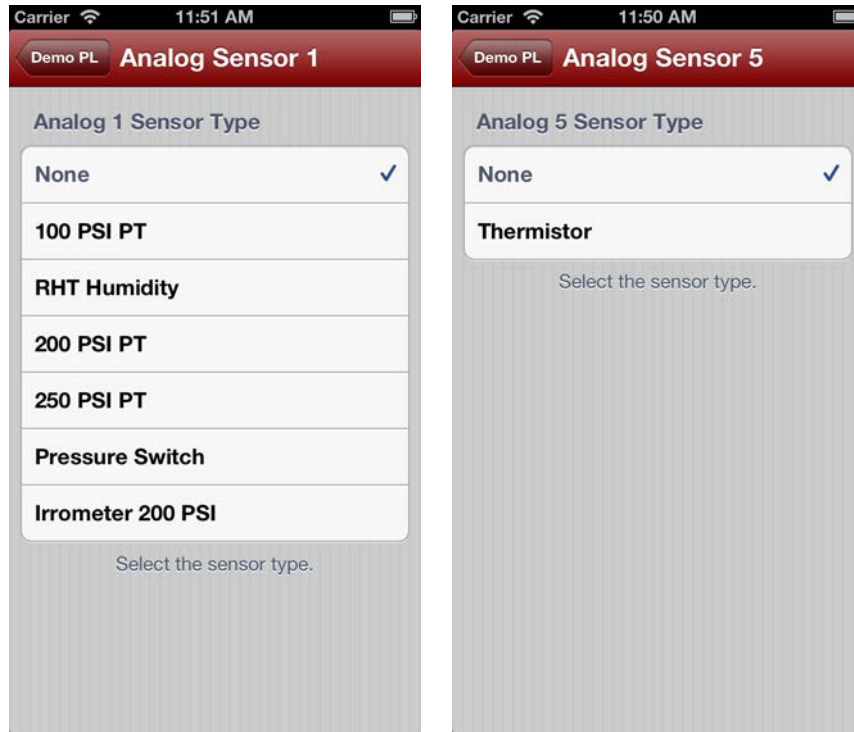 Carrier 11:51 AM
Demo PL Analog Sensor 1
Analog 1 Sensor Type
None
100 PSI PT
RHT Humidity
200 PSI PT
250 PSI PT
Pressure Switch
Irrometer 200 PSI
Select the sensor type.
Carrier 11:50 AM
Demo PL Analog Sensor 5
Analog 5 Sensor Type
None
Thermistor
Select the sensor type.